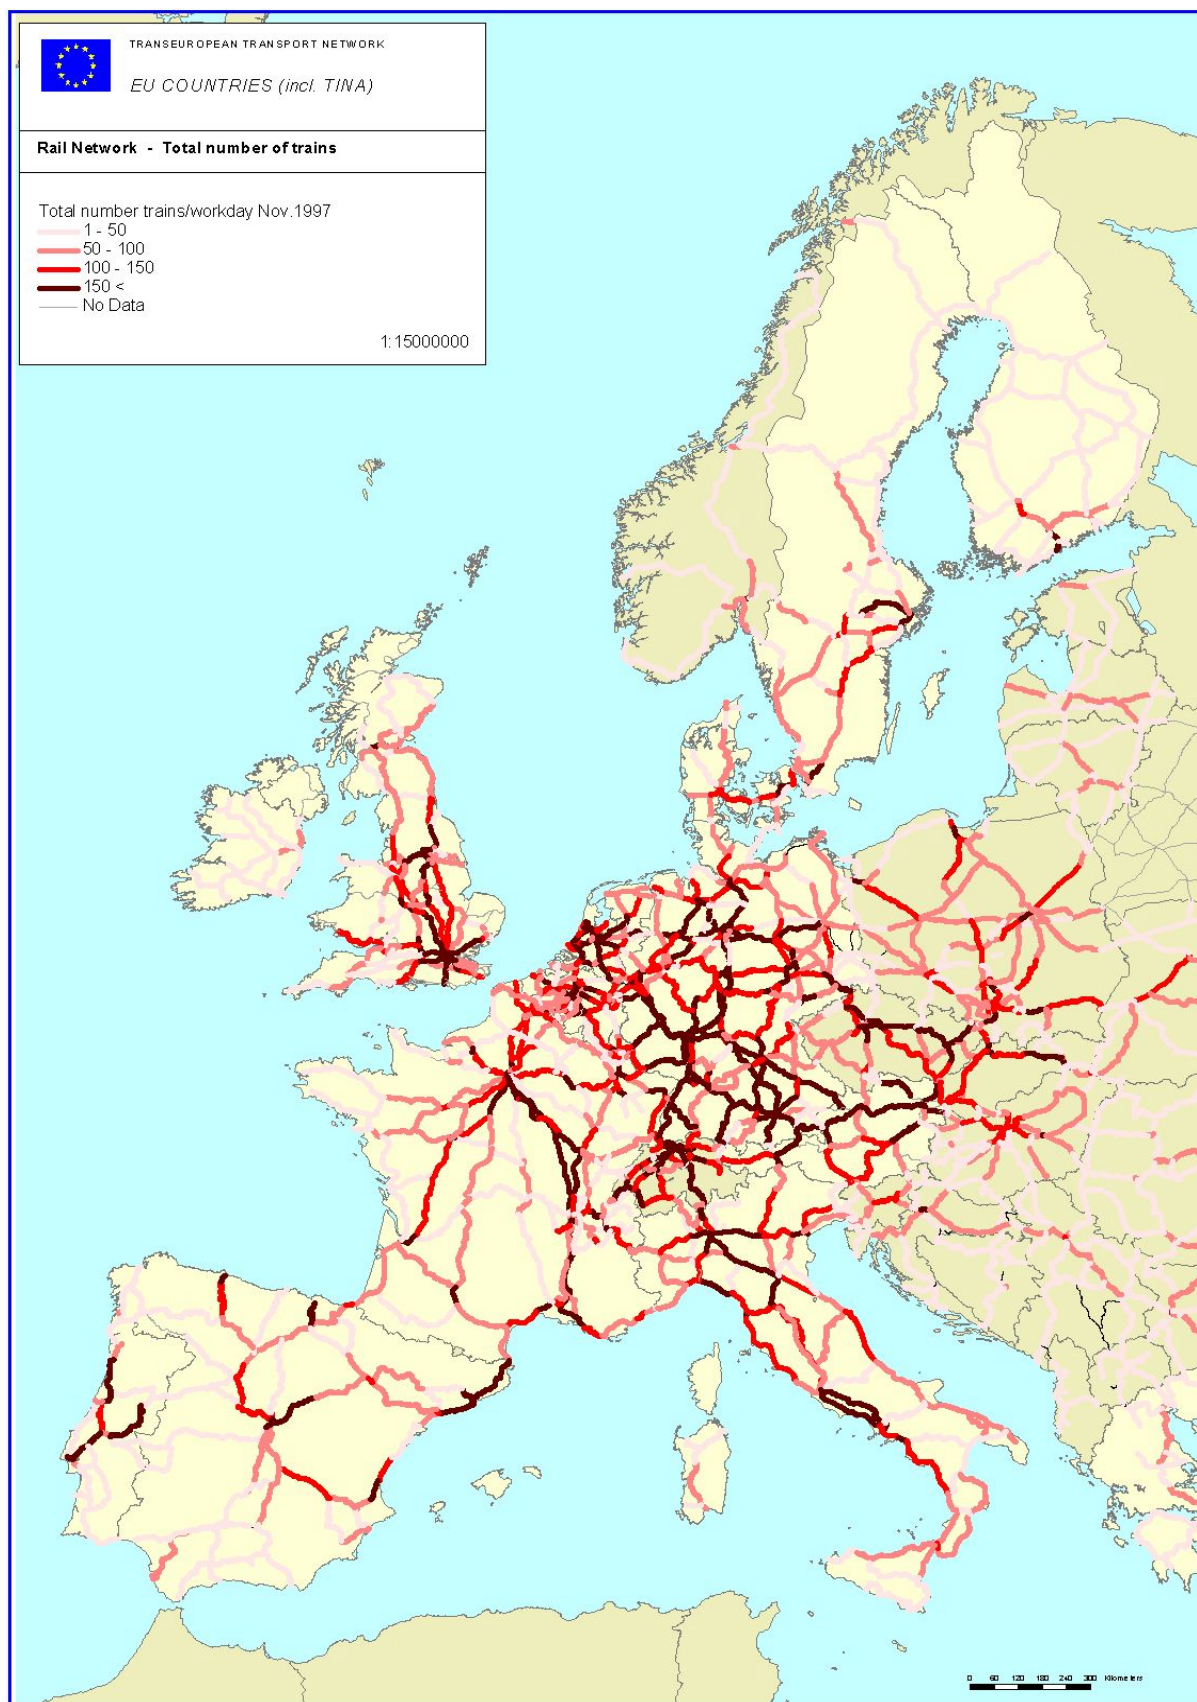 TRANSEUROPEAN TRANSPORT NETWORK
EU COUNTRIES (incl. TINA)
Rail Network - Total number of trains
Total number trains/workday Nov.1997
1 - 50
50 - 100
100 - 150
150 <
No Data
1:15000000
0 60 120 180 240 300 Kilometers